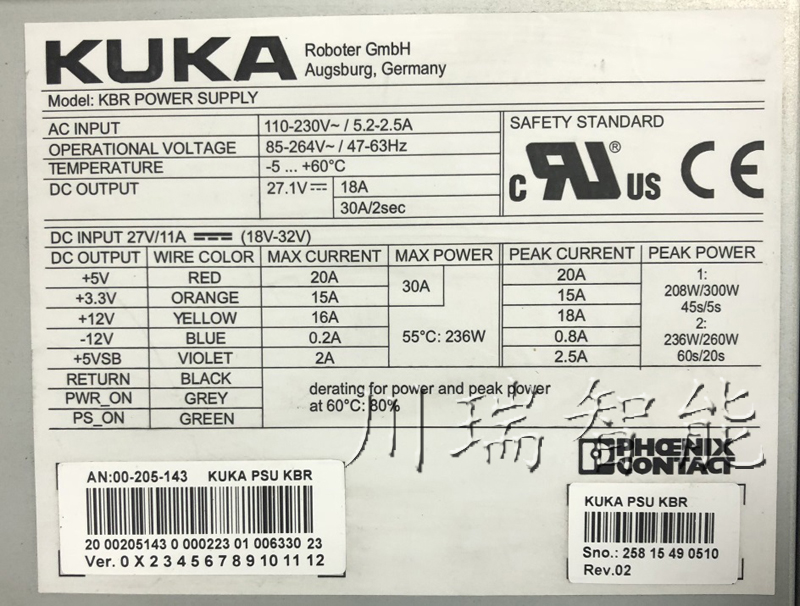 KUKA Roboter GmbH
Augsburg, Germany
Model: KBR POWER SUPPLY
AC INPUT 110-230V~ / 5.2-2.5A
OPERATIONAL VOLTAGE 85-264V~ / 47-63Hz
TEMPERATURE -5 ... +60°C
DC OUTPUT 27.1V⎓ 18A
30A/2sec
SAFETY STANDARD
c RU® US CE
DC INPUT 27V/11A ⎓ (18V-32V)
DC OUTPUT WIRE COLOR MAX CURRENT MAX POWER PEAK CURRENT PEAK POWER
+5V RED 20A 30A 20A 1:
+3.3V ORANGE 15A 15A 208W/300W
+12V YELLOW 16A 18A 45s/5s
-12V BLUE 0.2A 55°C: 236W 0.8A 2:
+5VSB VIOLET 2A 2.5A 236W/260W
60s/20s
RETURN BLACK
PWR_ON GREY
PS_ON GREEN
derating for power and peak power
at 60°C: 80%
川瑞智能
PHŒNIX
CONTACT
AN:00-205-143 KUKA PSU KBR
20 00205143 0 000223 01 006330 23
Ver. 0 X 2 3 4 5 6 7 8 9 10 11 12
KUKA PSU KBR
Sno.: 258 15 49 0510
Rev.02